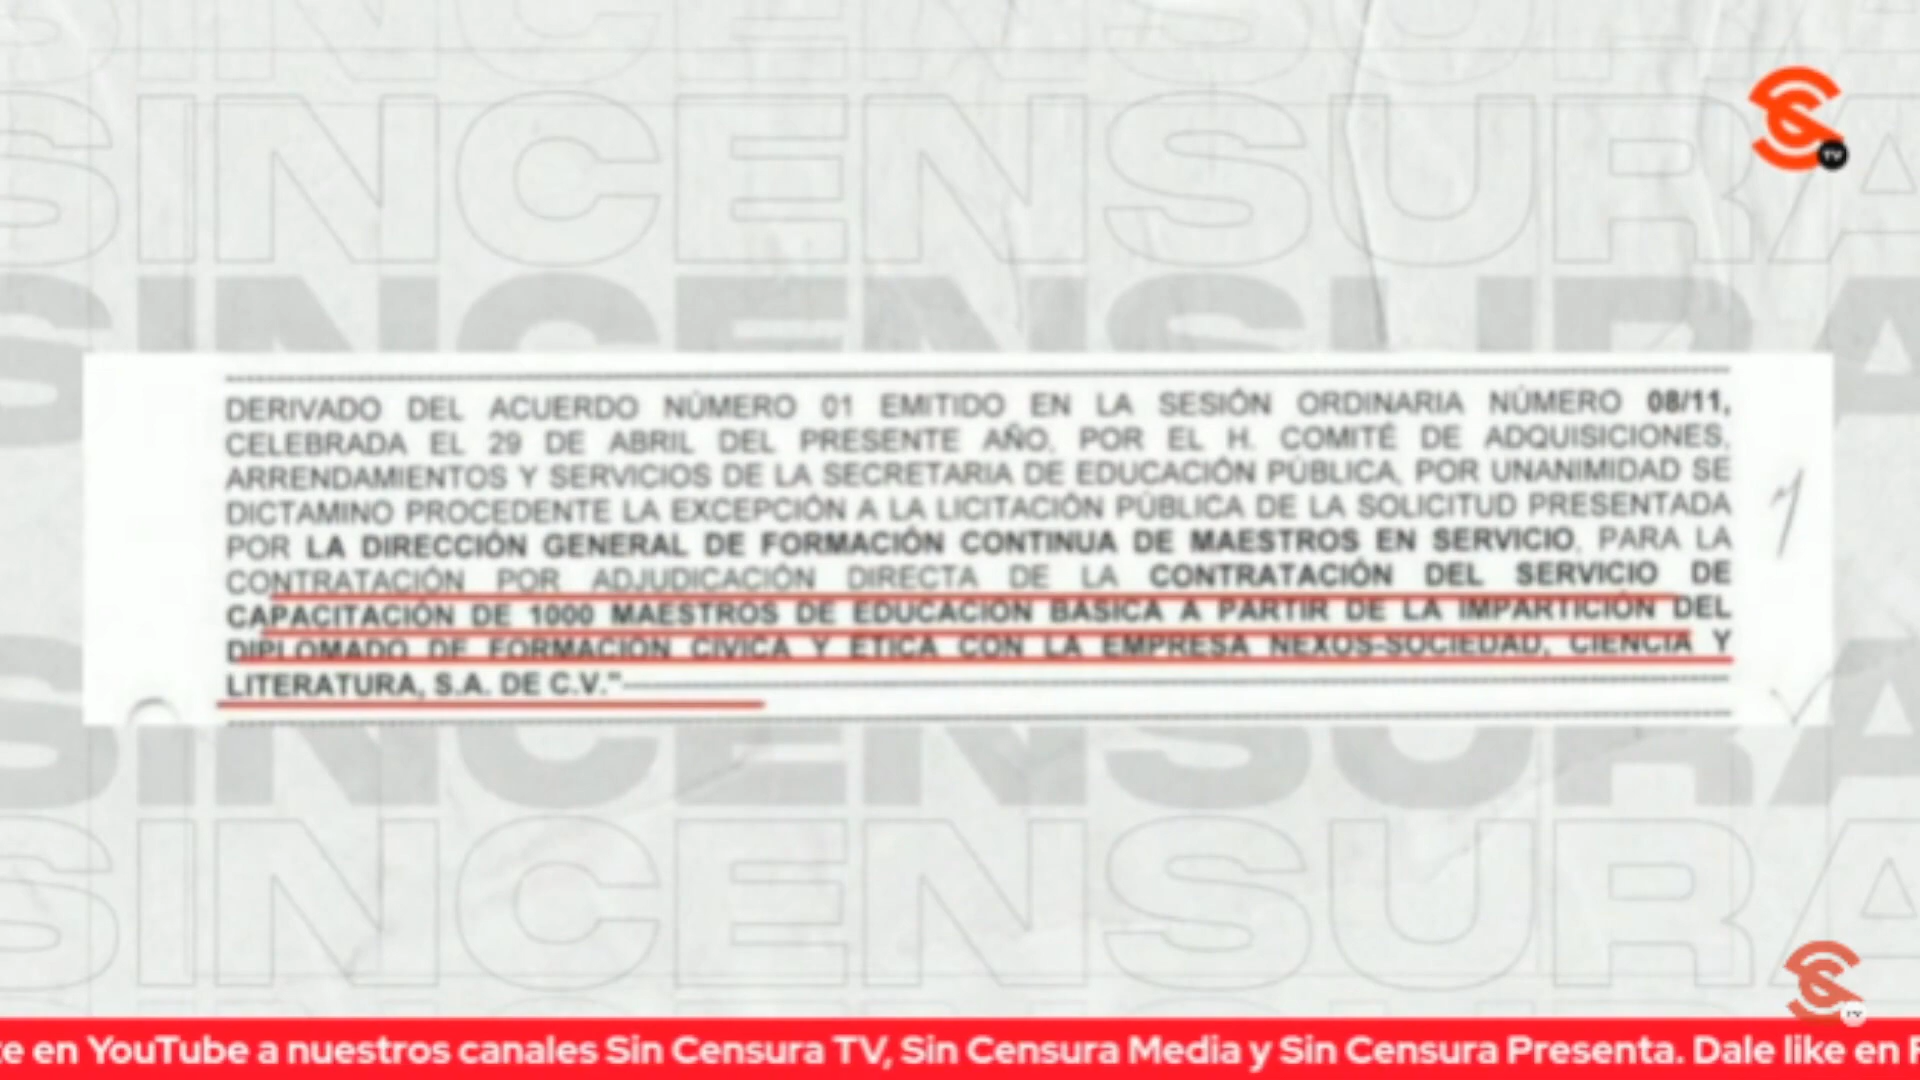 SINCENSURA
SINCENSURA
SINCENSURA
TV
DERIVADO DEL ACUERDO NÚMERO 01 EMITIDO EN LA SESIÓN ORDINARIA NÚMERO 08/11,
CELEBRADA EL 29 DE ABRIL DEL PRESENTE AÑO, POR EL H. COMITÉ DE ADQUISICIONES,
ARRENDAMIENTOS Y SERVICIOS DE LA SECRETARIA DE EDUCACIÓN PÚBLICA, POR UNANIMIDAD SE
DICTAMINO PROCEDENTE LA EXCEPCIÓN A LA LICITACIÓN PÚBLICA DE LA SOLICITUD PRESENTADA
POR LA DIRECCIÓN GENERAL DE FORMACIÓN CONTINUA DE MAESTROS EN SERVICIO, PARA LA
CONTRATACIÓN POR ADJUDICACIÓN DIRECTA DE LA CONTRATACIÓN DEL SERVICIO DE
CAPACITACIÓN DE 1000 MAESTROS DE EDUCACIÓN BÁSICA A PARTIR DE LA IMPARTICIÓN DEL
DIPLOMADO DE FORMACIÓN CÍVICA Y ÉTICA CON LA EMPRESA NEXOS-SOCIEDAD, CIENCIA Y
LITERATURA, S.A. DE C.V."
SINCENSURA
SINCENSURA
SINCENSURA
TV
te en YouTube a nuestros canales Sin Censura TV, Sin Censura Media y Sin Censura Presenta. Dale like en F